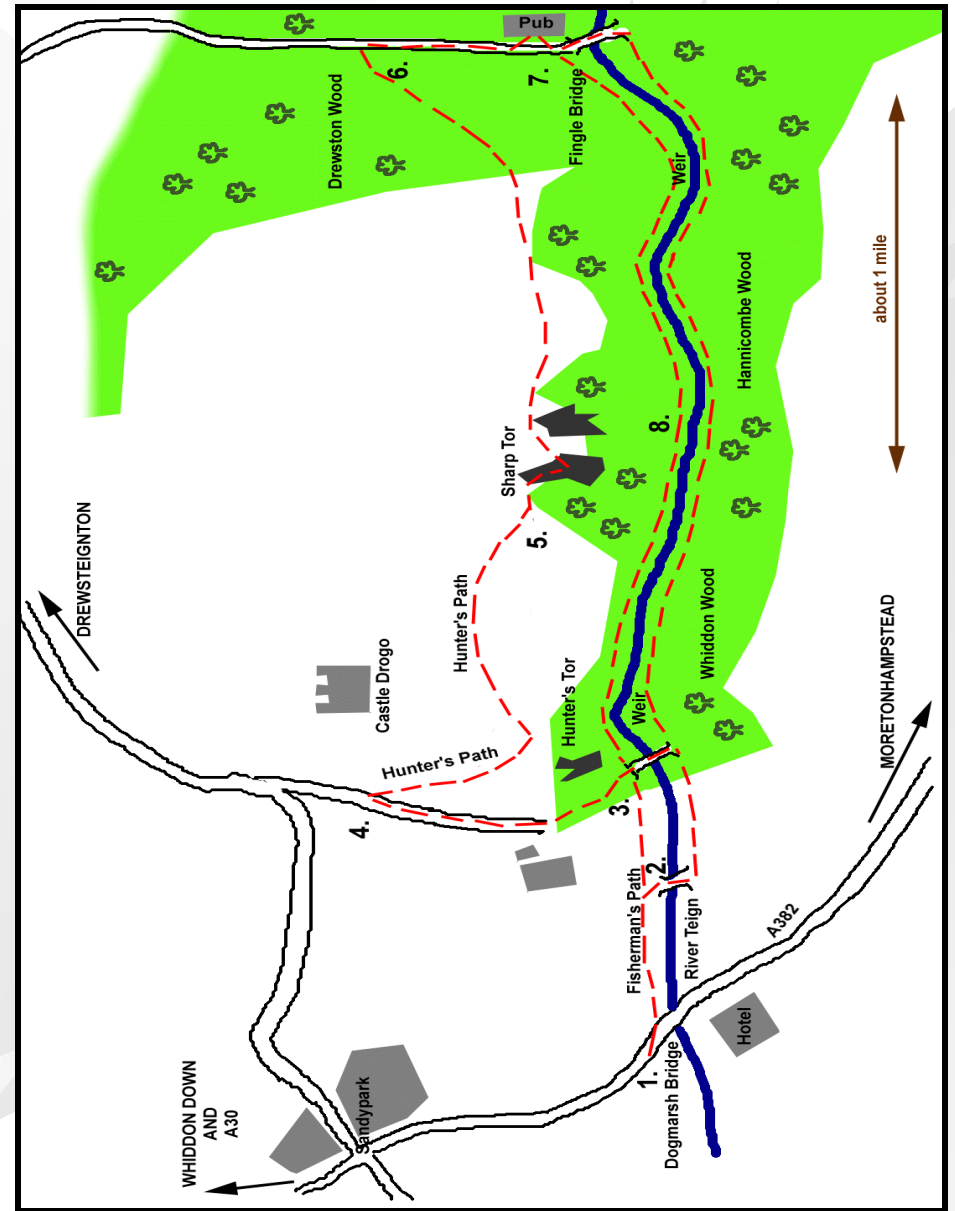 WHIDDON DOWN
AND
A30
DREWSTEIGNTON
Sandypark
Castle Drogo
4.
Hunter's Path
Hunter's Path
Drewston Wood
6.
Pub
7.
Fingle Bridge
Sharp Tor
5.
Hunter's Tor
3.
Fisherman's Path
2.
River Teign
1.
Dogmarsh Bridge
Hotel
A382
Weir
Whiddon Wood
8.
Weir
Hannicombe Wood
MORETONHAMPSTEAD
about 1 mile